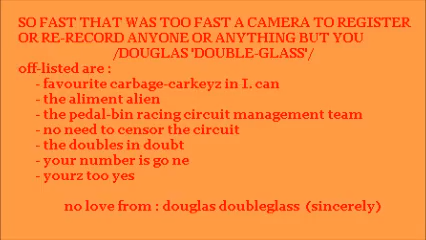 SO FAST THAT WAS TOO FAST A CAMERA TO REGISTER
OR RE-RECORD ANYONE OR ANYTHING BUT YOU
/DOUGLAS 'DOUBLE-GLASS'/
off-listed are :
- favourite carbage-carkeyz in I. can
- the aliment alien
- the pedal-bin racing circuit management team
- no need to censor the circuit
- the doubles in doubt
- your number is go ne
- yourz too yes
no love from : douglas doubleglass (sincerely)